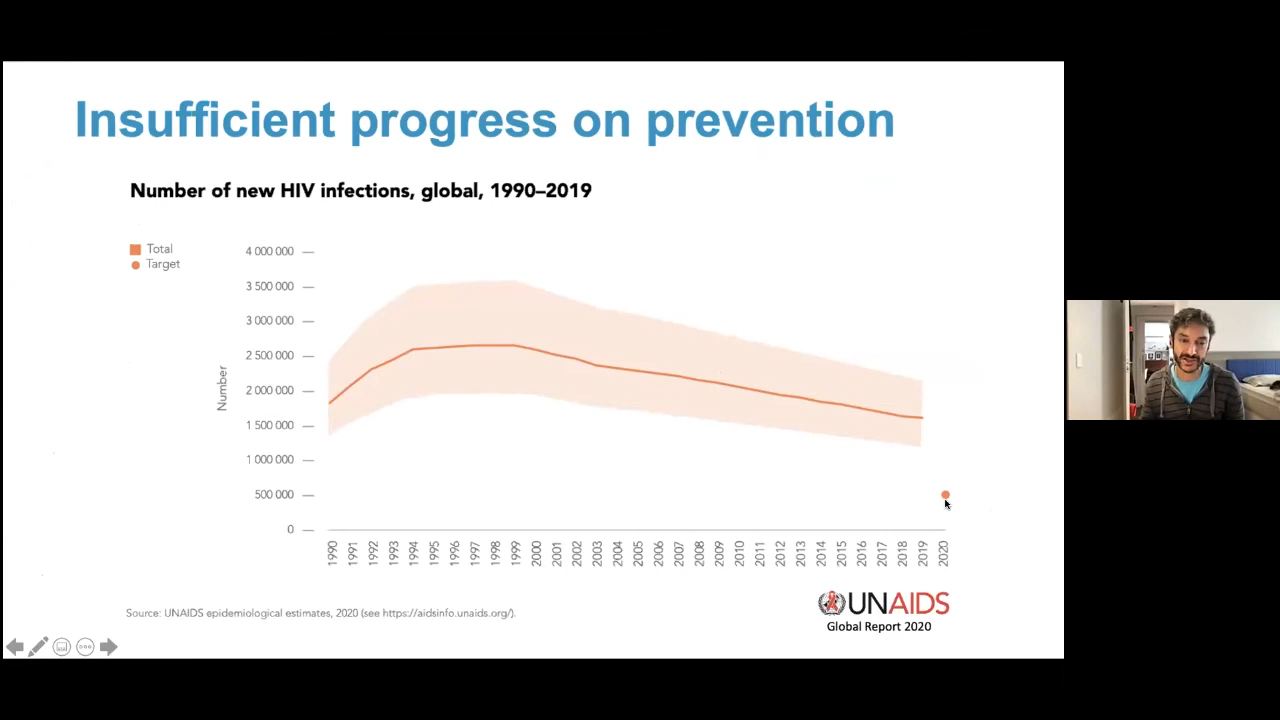 Insufficient progress on prevention
Number of new HIV infections, global, 1990–2019
Total
Target
Number
4 000 000
3 500 000
3 000 000
2 500 000
2 000 000
1 500 000
1 000 000
500 000
0
1990 1991 1992 1993 1994 1995 1996 1997 1998 1999 2000 2001 2002 2003 2004 2005 2006 2007 2008 2009 2010 2011 2012 2013 2014 2015 2016 2017 2018 2019 2020
Source: UNAIDS epidemiological estimates, 2020 (see https://aidsinfo.unaids.org/).
UNAIDS
Global Report 2020